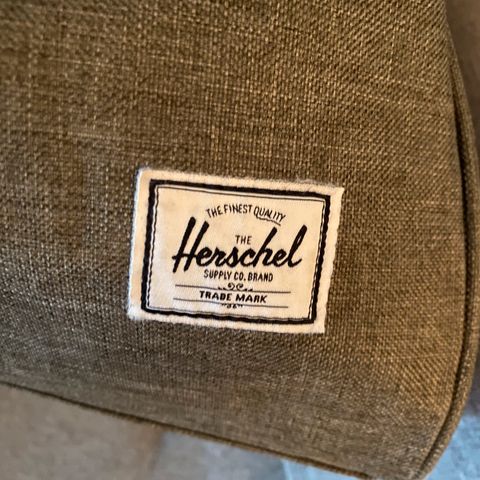 THE FINEST QUALITY
THE
Herschel
SUPPLY CO. BRAND
TRADE MARK